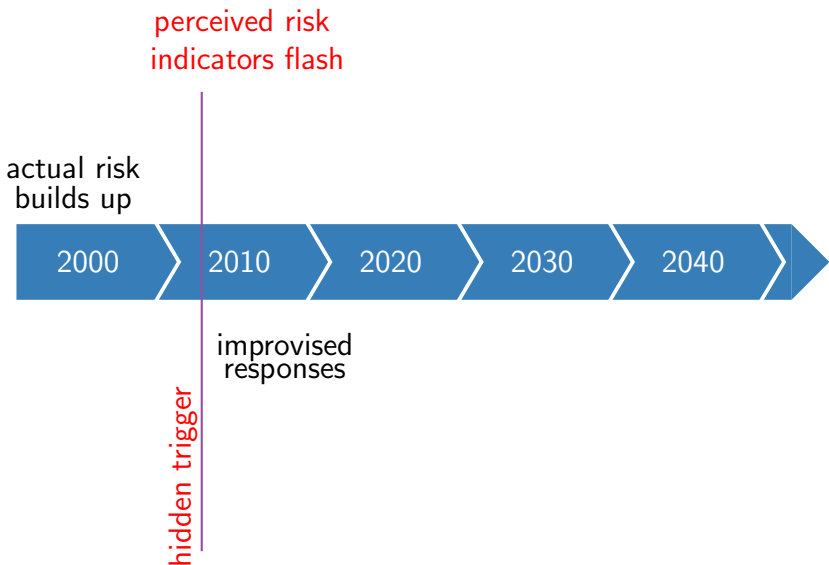 perceived risk
indicators flash
actual risk
builds up
2000 2010 2020 2030 2040
improvised
responses
hidden trigger